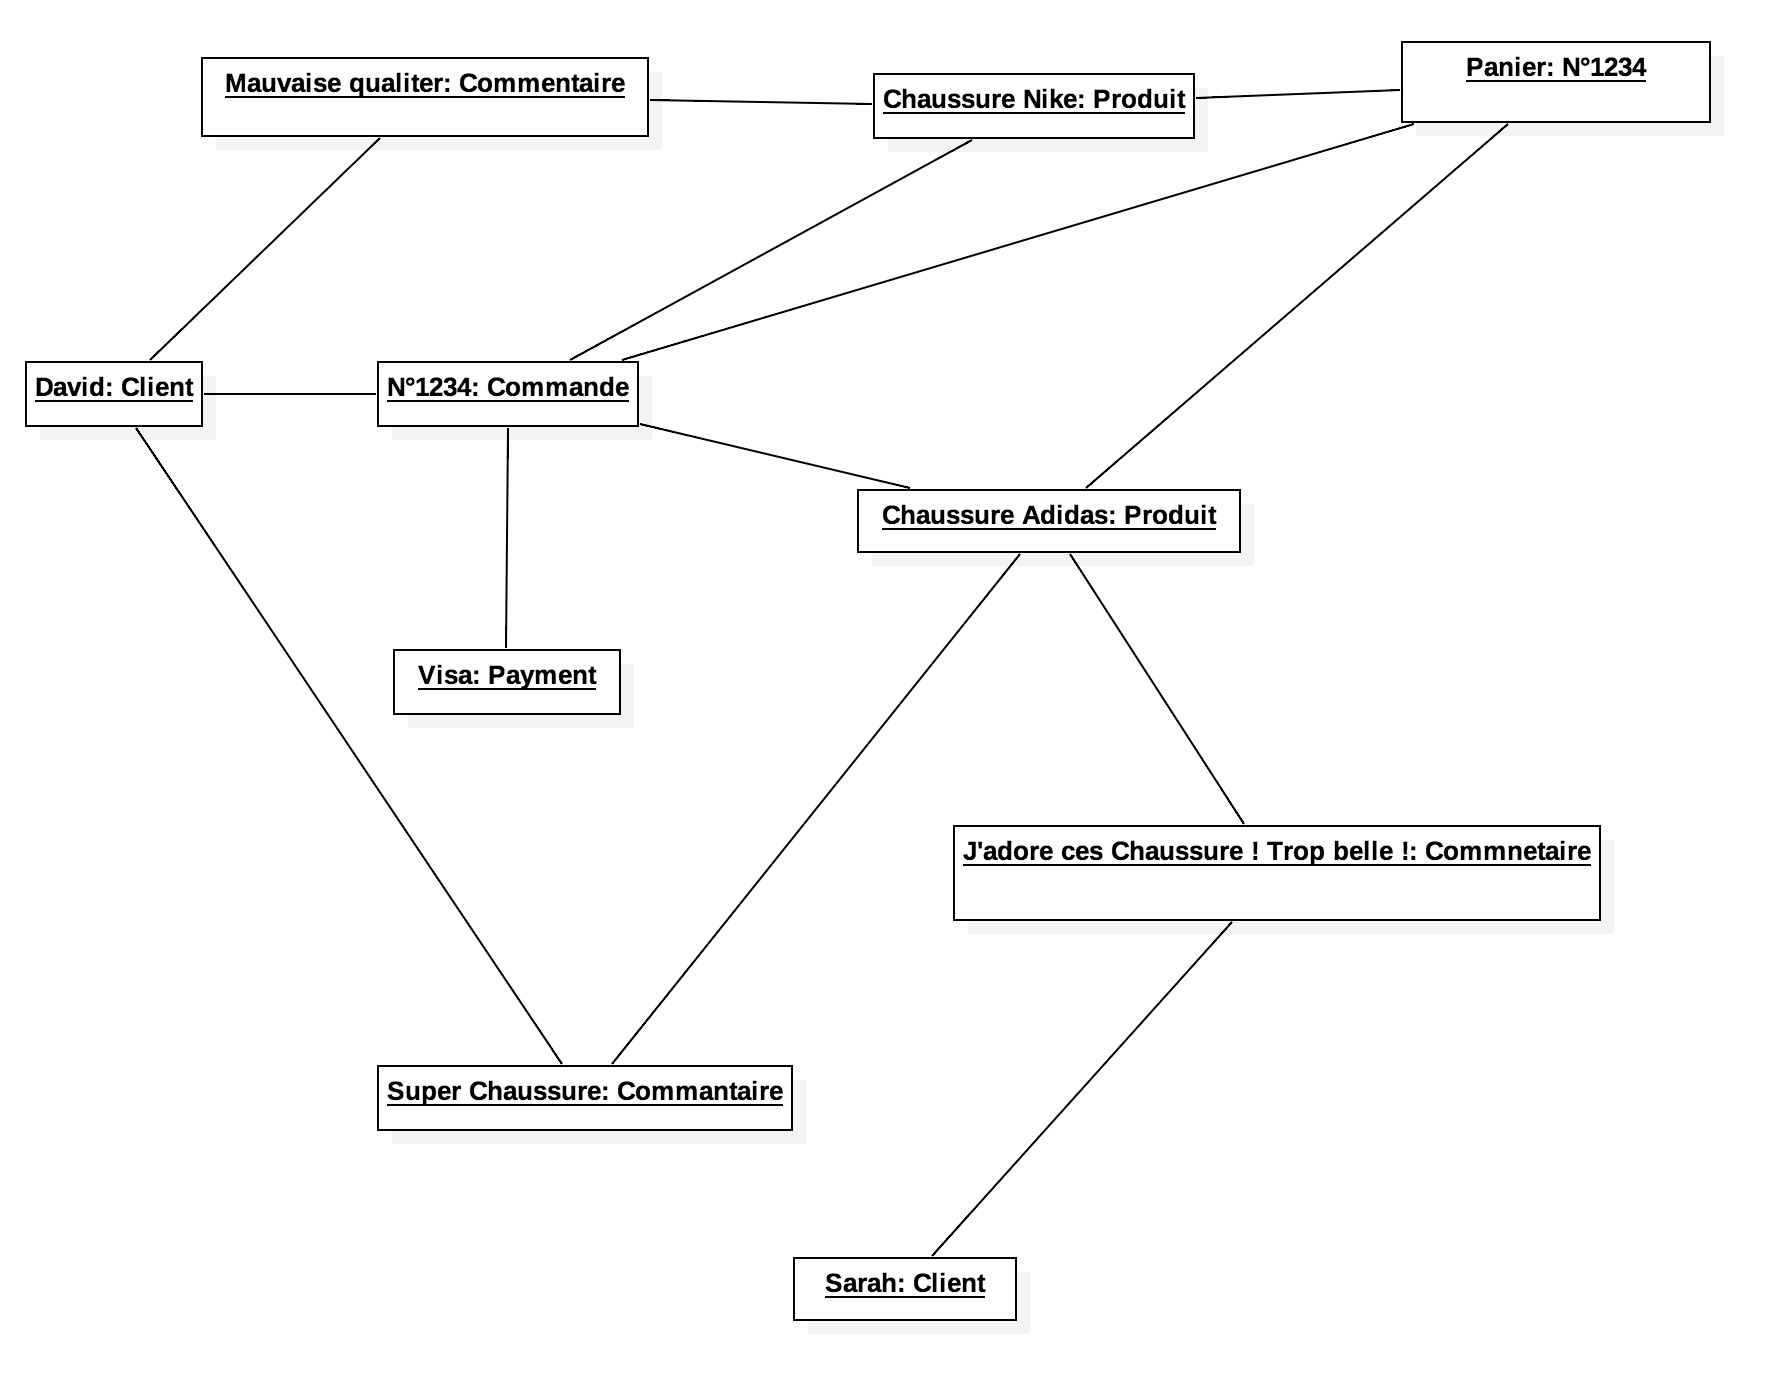 Mauvaise qualiter: Commentaire
Chaussure Nike: Produit
Panier: N°1234
David: Client
N°1234: Commande
Chaussure Adidas: Produit
Visa: Payment
J'adore ces Chaussure ! Trop belle !: Commnetaire
Super Chaussure: Commantaire
Sarah: Client